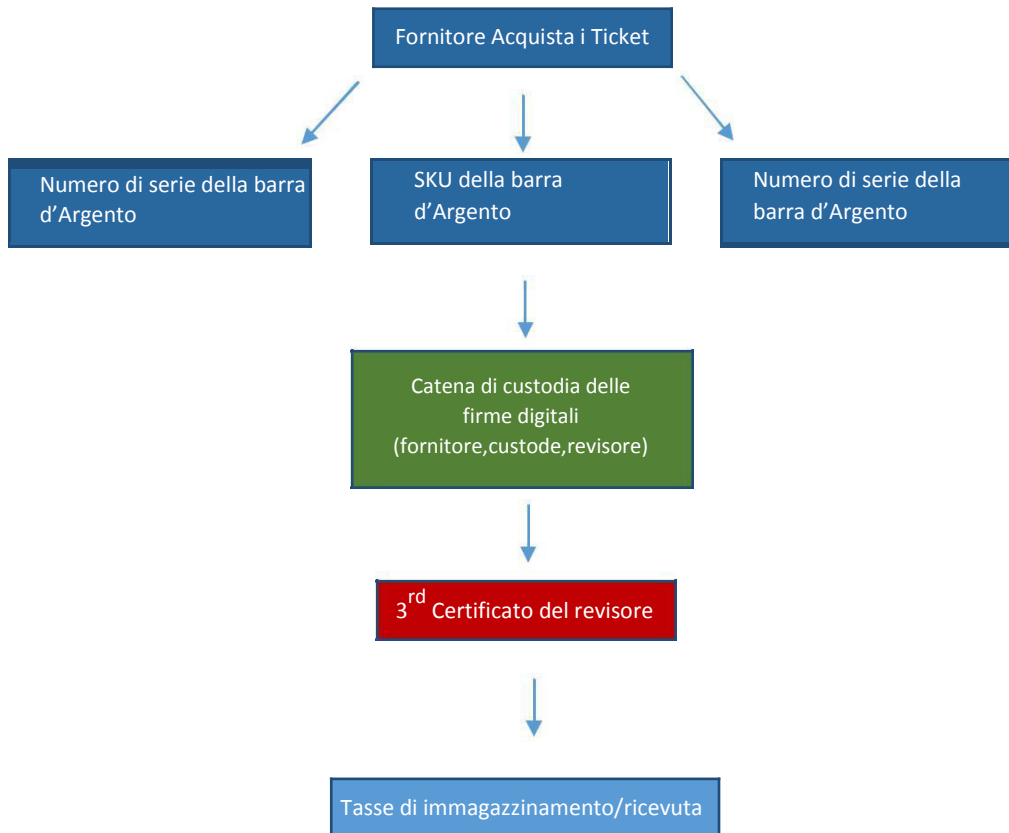 Fornitore Acquista i Ticket
Numero di serie della barra
d’Argento
SKU della barra
d’Argento
Numero di serie della
barra d’Argento
Catena di custodia delle
firme digitali
(fornitore,custode,revisore)
3rd Certificato del revisore
Tasse di immagazzinamento/ricevuta